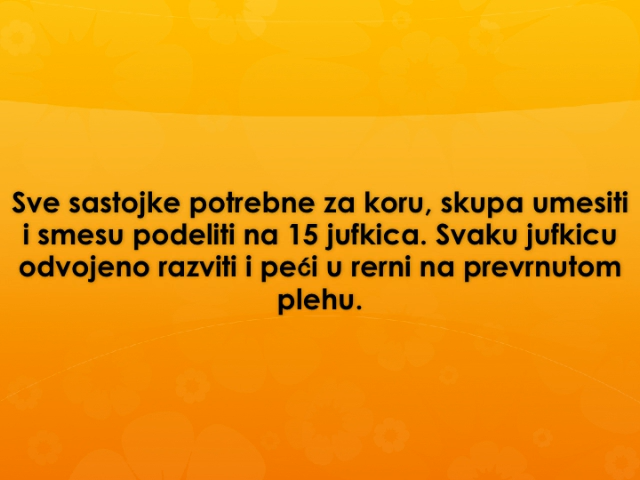 Sve sastojke potrebne za koru, skupa umesiti
i smesu podeliti na 15 jufkica. Svaku jufkicu
odvojeno razviti i peći u rerni na prevrnutom
plehu.